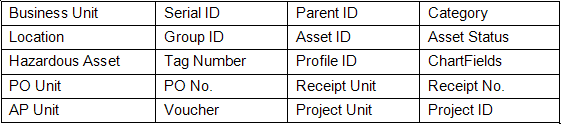 Business Unit Serial ID Parent ID Category
Location Group ID Asset ID Asset Status
Hazardous Asset Tag Number Profile ID ChartFields
PO Unit PO No. Receipt Unit Receipt No.
AP Unit Voucher Project Unit Project ID